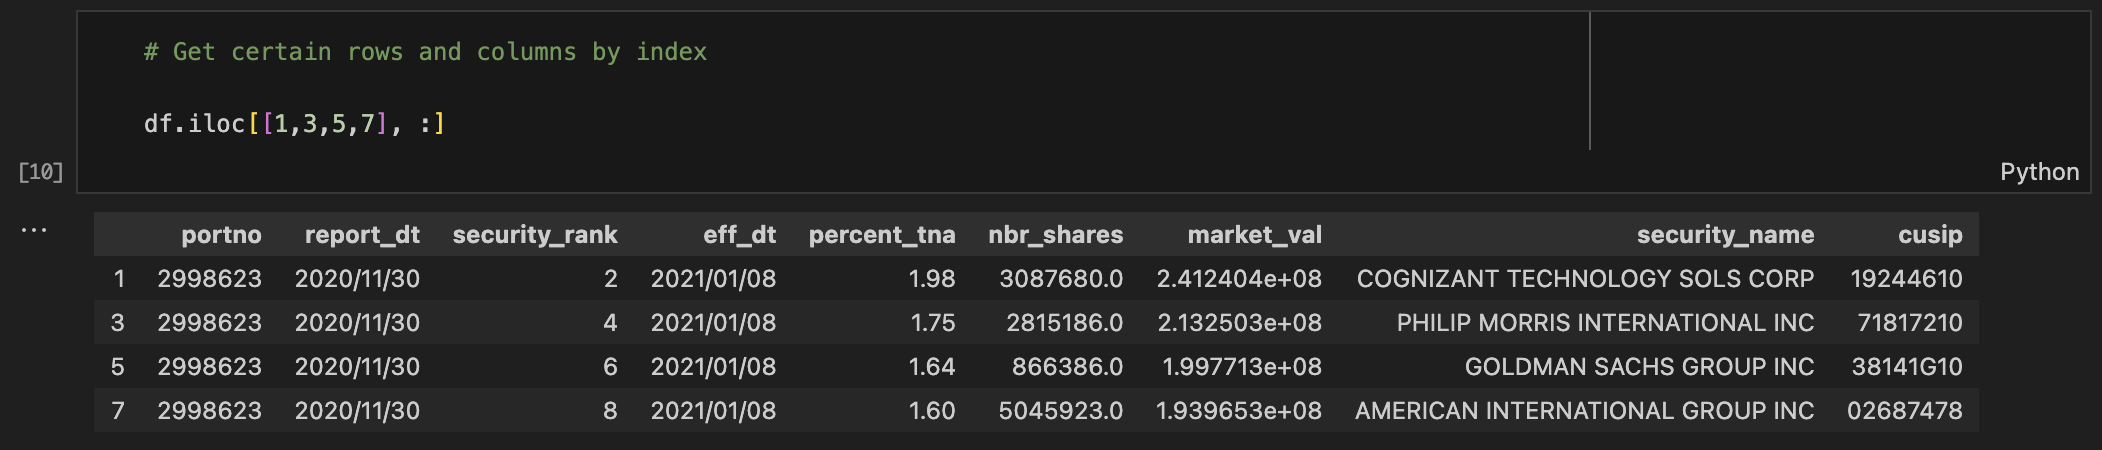 # Get certain rows and columns by index
df.iloc[[1,3,5,7], :]
[10]
Python
...
portno report_dt security_rank eff_dt percent_tna nbr_shares market_val security_name cusip
1 2998623 2020/11/30 2 2021/01/08 1.98 3087680.0 2.412404e+08 COGNIZANT TECHNOLOGY SOLS CORP 19244610
3 2998623 2020/11/30 4 2021/01/08 1.75 2815186.0 2.132503e+08 PHILIP MORRIS INTERNATIONAL INC 71817210
5 2998623 2020/11/30 6 2021/01/08 1.64 866386.0 1.997713e+08 GOLDMAN SACHS GROUP INC 38141G10
7 2998623 2020/11/30 8 2021/01/08 1.60 5045923.0 1.939653e+08 AMERICAN INTERNATIONAL GROUP INC 02687478